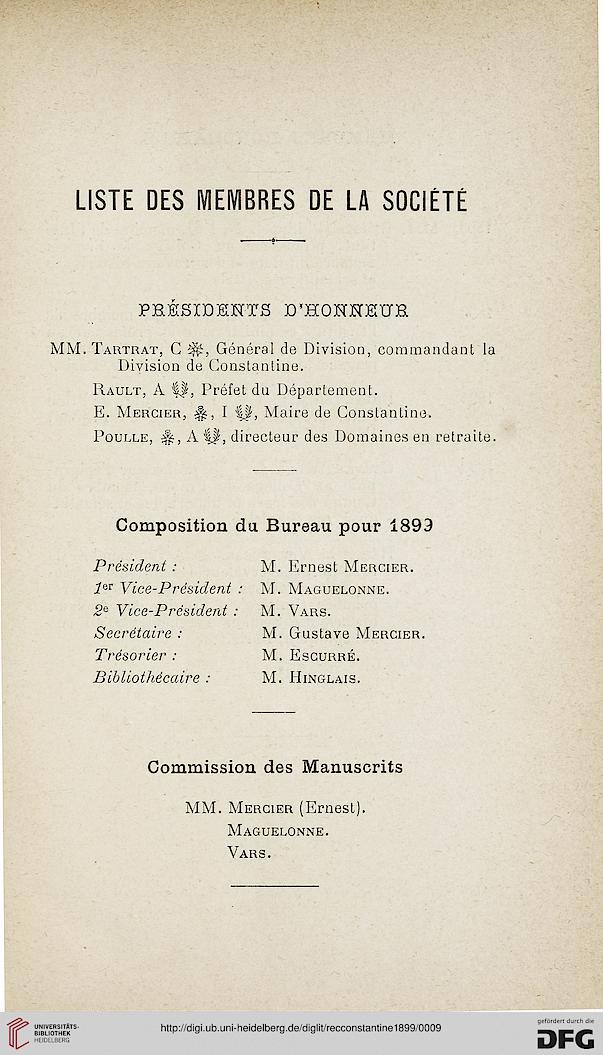 LISTE DES MEMBRES DE LA SOCIÉTÉ
PRÉSIDENTS D'HONNEUR
MM. TARTRAT, C ❊, Général de Division, commandant la
Division de Constantine.
RAULT, A ❊, Préfet du Département.
E. MERCIER, ❊, I ❊, Maire de Constantine.
POULLE, ❊, A ❊, directeur des Domaines en retraite.
Composition du Bureau pour 1899
Président : M. Ernest MERCIER.
1er Vice-Président : M. MAGUELONNE.
2e Vice-Président : M. VARS.
Secrétaire : M. Gustave MERCIER.
Trésorier : M. ESCURRÉ.
Bibliothécaire : M. HINGLAIS.
Commission des Manuscrits
MM. MERCIER (Ernest).
MAGUELONNE.
VARS.
UNIVERSITÄTS-
BIBLIOTHEK
HEIDELBERG
http://digi.ub.uni-heidelberg.de/diglit/recconstantine1899/0009
gefördert durch die
DFG